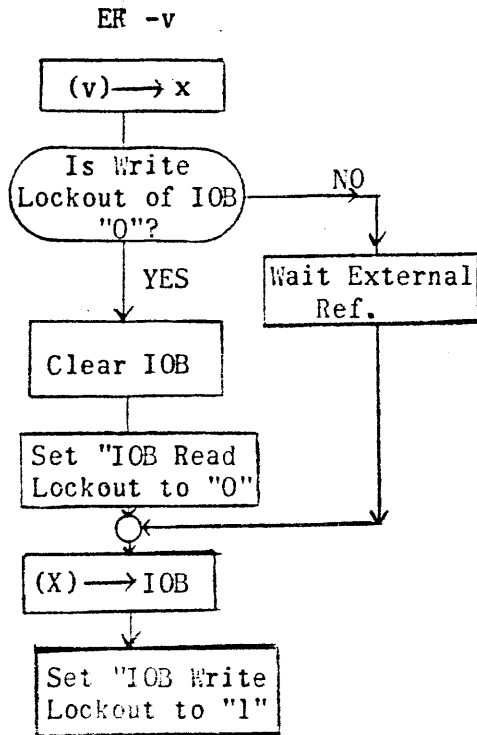 ER -v
(v)⟶x
Is Write
Lockout of IOB
"0"?
NO
YES
Wait External
Ref.
Clear IOB
Set "IOB Read
Lockout to "0"
(X)⟶IOB
Set "IOB Write
Lockout to "1"